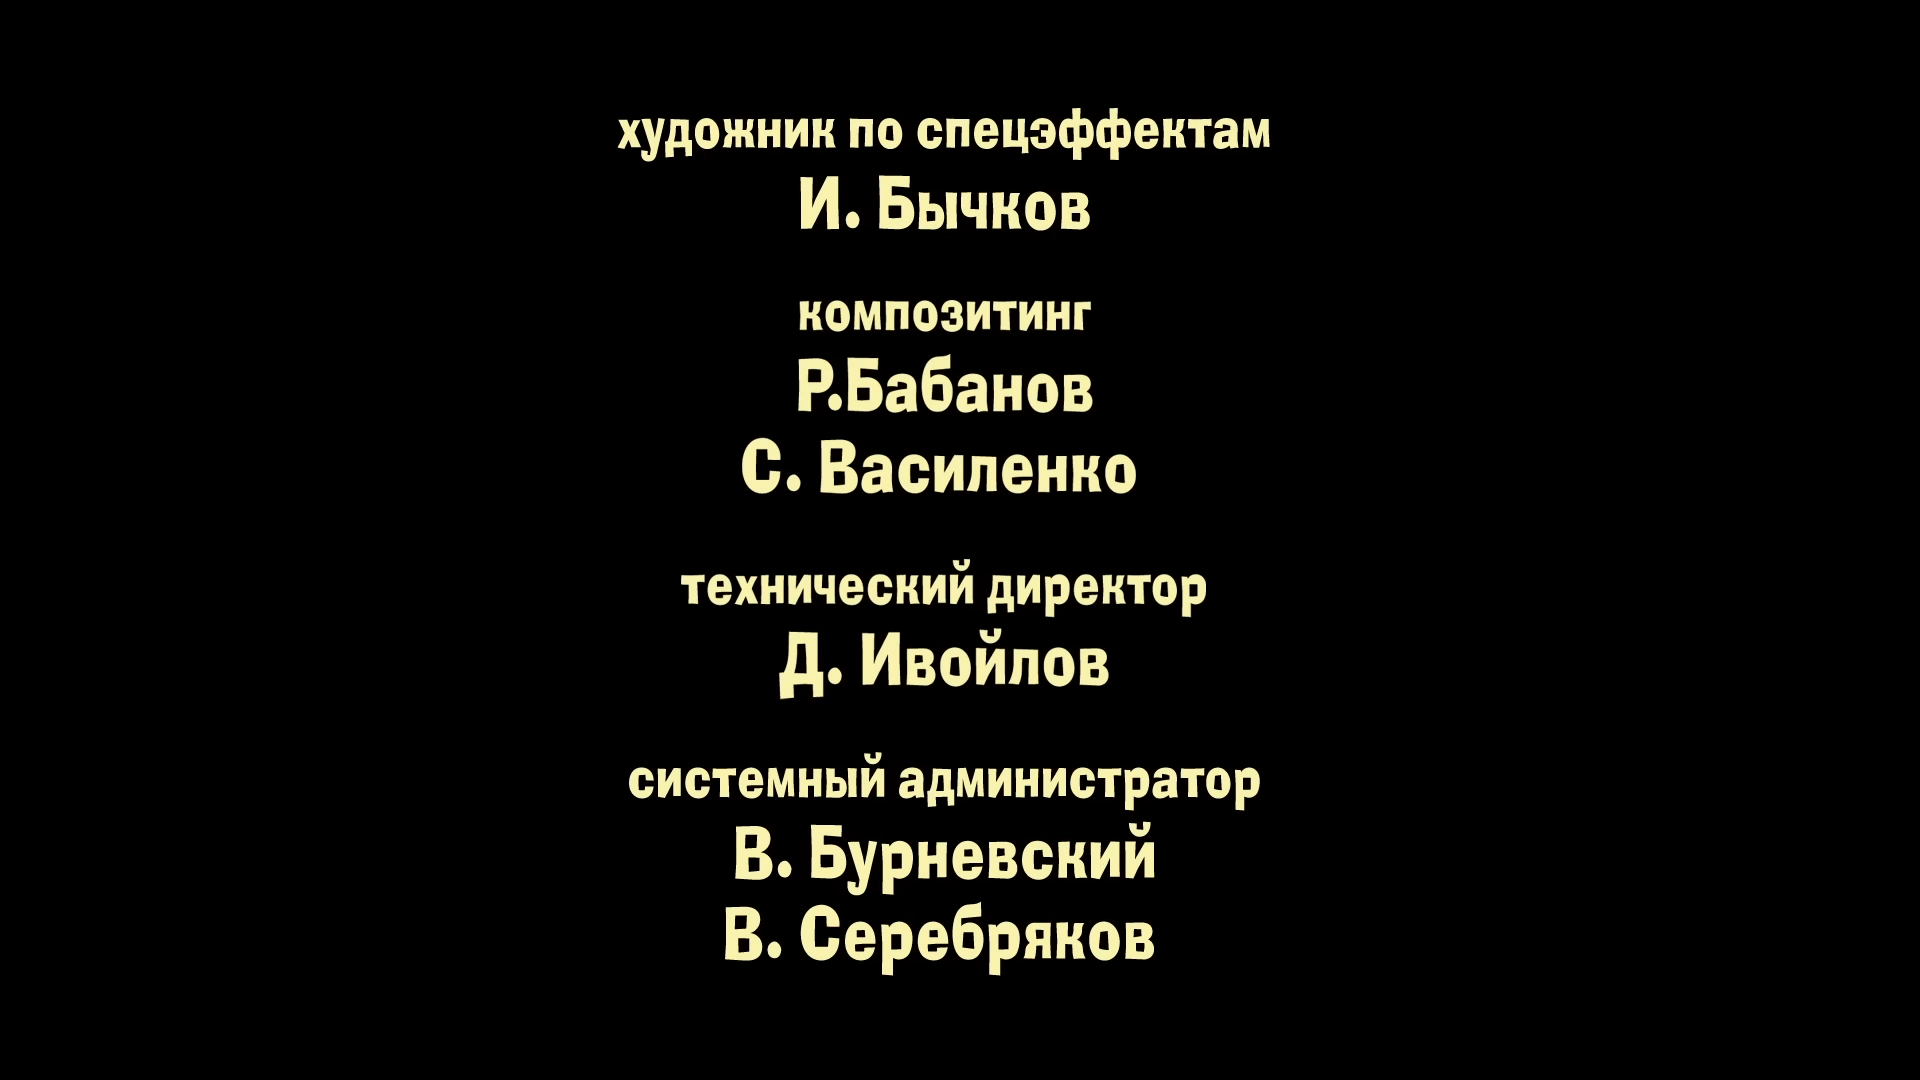 художник по спецэффектам
И. Бычков
композитинг
Р.Бабанов
С. Василенко
технический директор
Д. Ивойлов
системный администратор
В. Бурневский
В. Серебряков